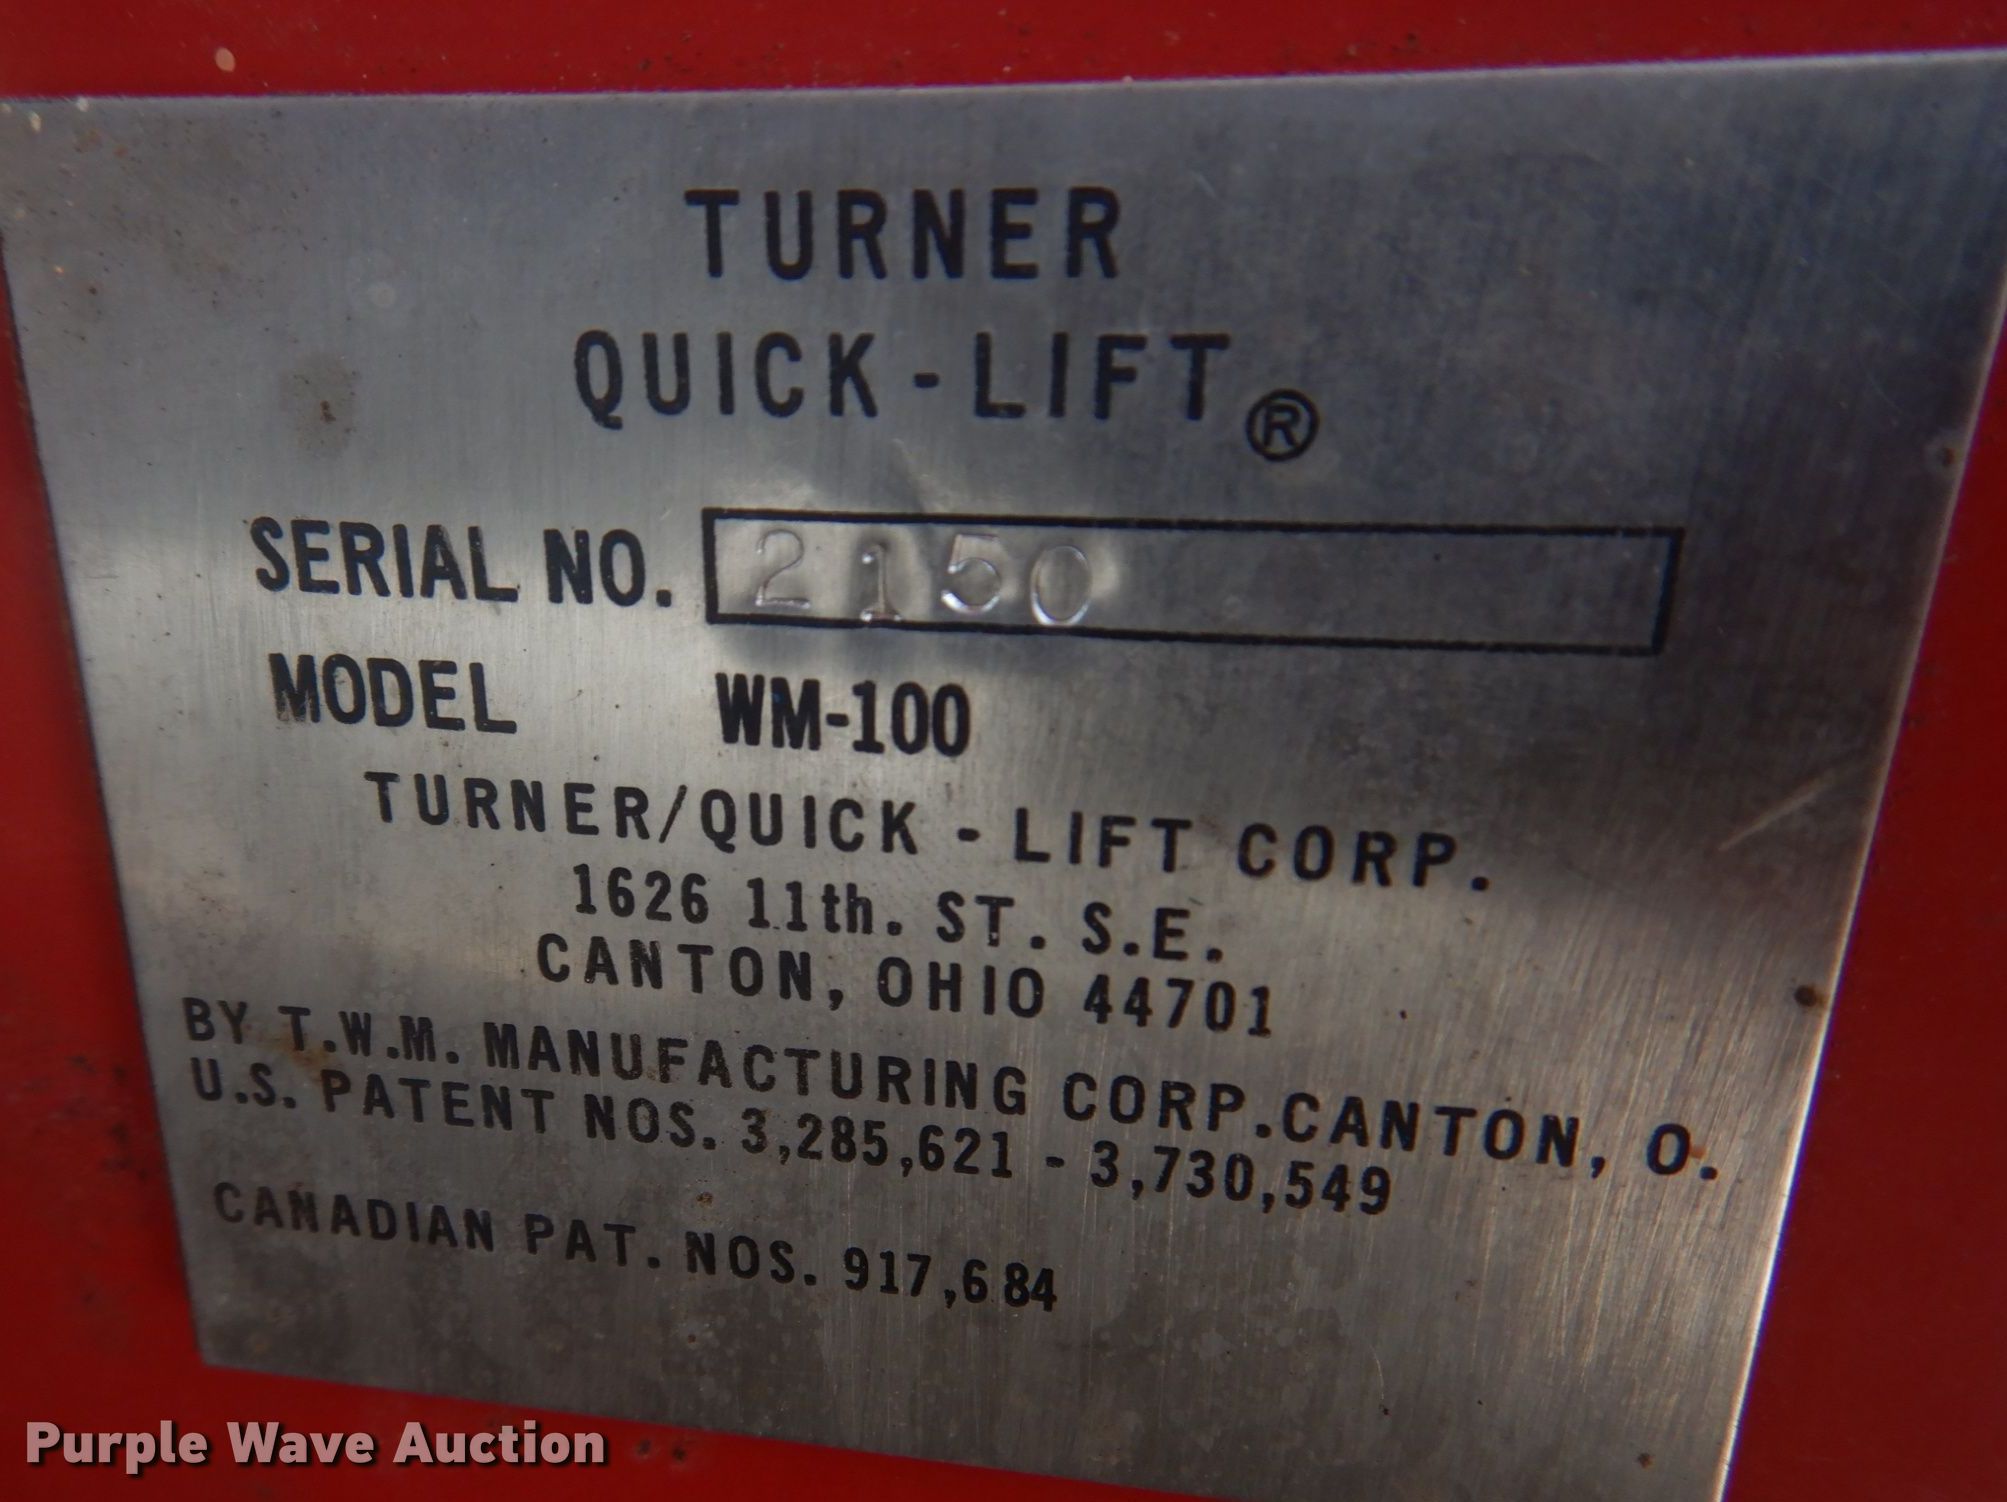 TURNER
QUICK-LIFT®
SERIAL NO. 2150
MODEL WM-100
TURNER/QUICK-LIFT CORP.
1626 11th. ST. S.E.
CANTON, OHIO 44701
BY T.W.M. MANUFACTURING CORP. CANTON, O.
U.S. PATENT NOS. 3,285,621 - 3,730,549
CANADIAN PAT. NOS. 917,684
Purple Wave Auction